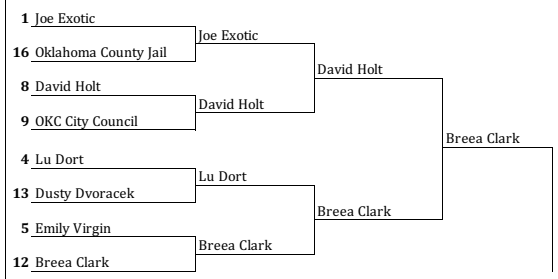 1 Joe Exotic
16 Oklahoma County Jail
8 David Holt
9 OKC City Council
4 Lu Dort
13 Dusty Dvoracek
5 Emily Virgin
12 Breea Clark
Joe Exotic
David Holt
Lu Dort
Breea Clark
David Holt
Breea Clark
Breea Clark